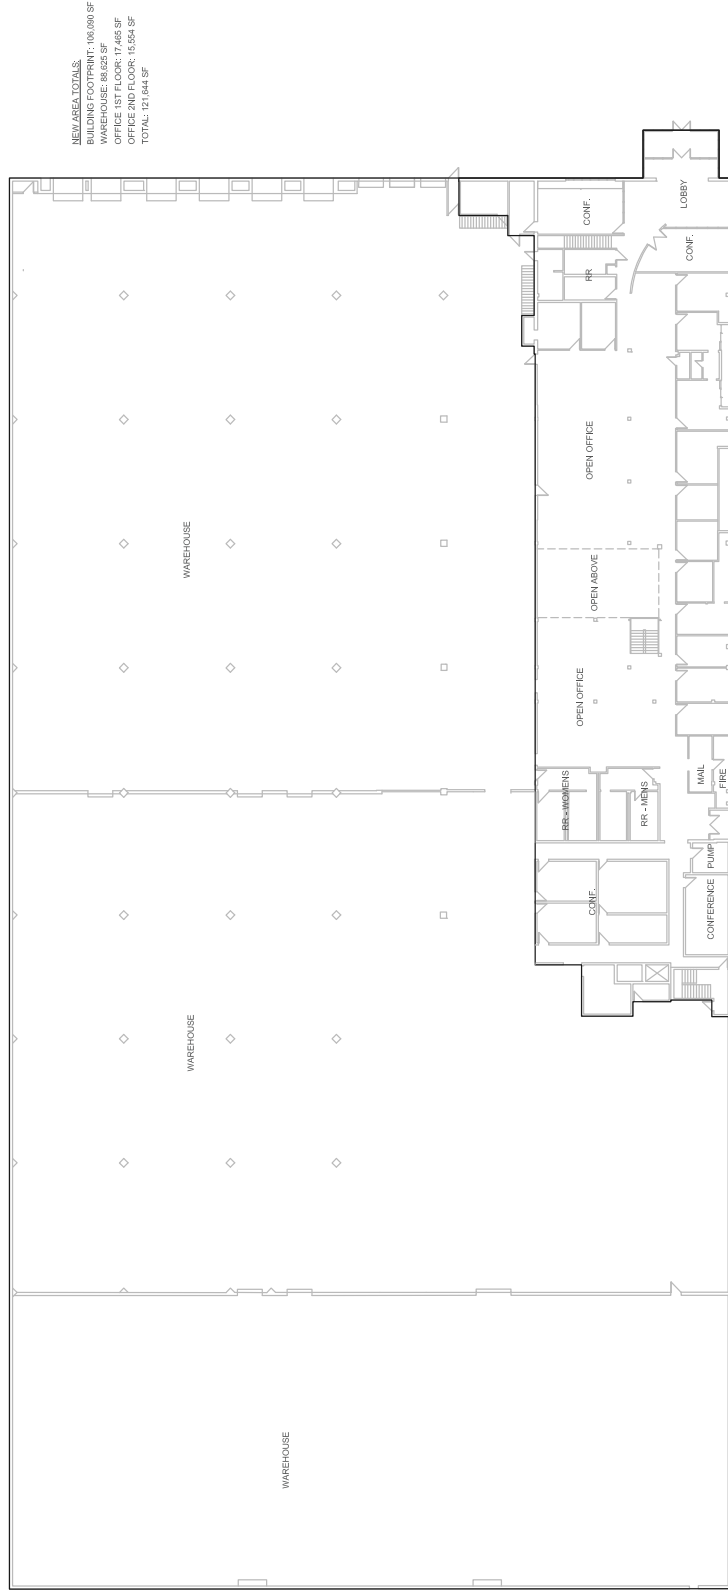 NEW AREA TOTALS:
BUILDING FOOTPRINT: 106,090 SF
WAREHOUSE: 88,625 SF
OFFICE 1ST FLOOR: 17,465 SF
OFFICE 2ND FLOOR: 15,554 SF
TOTAL: 121,644 SF
WAREHOUSE
WAREHOUSE
WAREHOUSE
CONF.
RR
OPEN OFFICE
OPEN ABOVE
OPEN OFFICE
RR - WOMENS
RR - MENS
CONF.
LOBBY
CONF.
MAIL
FIRE
PUMP
CONFERENCE